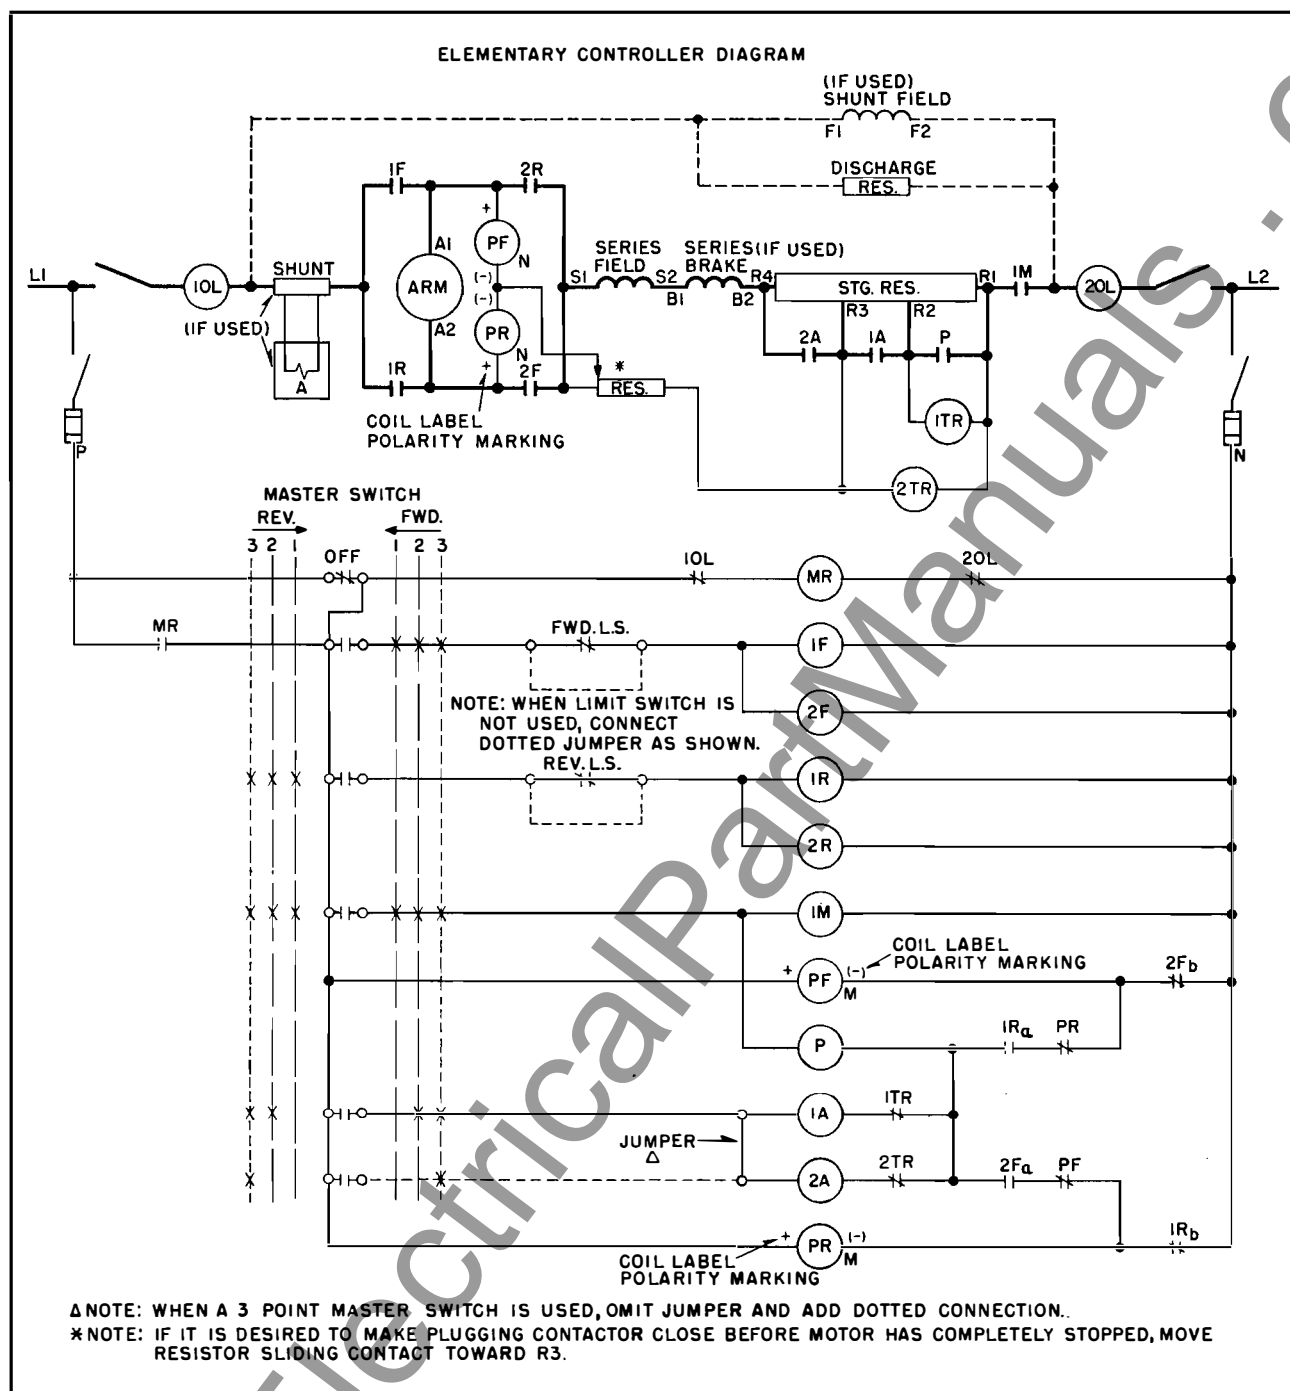 ELEMENTARY CONTROLLER DIAGRAM
(IF USED)
SHUNT FIELD
F1 F2
DISCHARGE
RES.
1F 2R
+
A1 PF N
(-)
L1 10L SHUNT ARM
(-)
A2 PR N
+
(IF USED)
A
1R 2F
COIL LABEL
POLARITY MARKING
SERIES
FIELD
S1 S2
SERIES (IF USED)
BRAKE
B1 B2
R4 STG. RES. R1 1M 20L L2
R3 R2
2A 1A P
*
RES.
1TR
2TR
P N
MASTER SWITCH
REV. FWD.
3 2 1 OFF 1 2 3
10L MR 20L
MR FWD. L.S. 1F
NOTE: WHEN LIMIT SWITCH IS
NOT USED, CONNECT
DOTTED JUMPER AS SHOWN.
2F
REV. L.S. 1R
2R
1M
COIL LABEL
POLARITY MARKING
+ PF (-) M 2Fb
P 1Ra PR
1A 1TR
JUMPER
Δ
2A 2TR 2Fa PF
+ PR (-) M 1Rb
COIL LABEL
POLARITY MARKING
Δ NOTE: WHEN A 3 POINT MASTER SWITCH IS USED, OMIT JUMPER AND ADD DOTTED CONNECTION..
* NOTE: IF IT IS DESIRED TO MAKE PLUGGING CONTACTOR CLOSE BEFORE MOTOR HAS COMPLETELY STOPPED, MOVE
RESISTOR SLIDING CONTACT TOWARD R3.
ElectricalPartManuals .